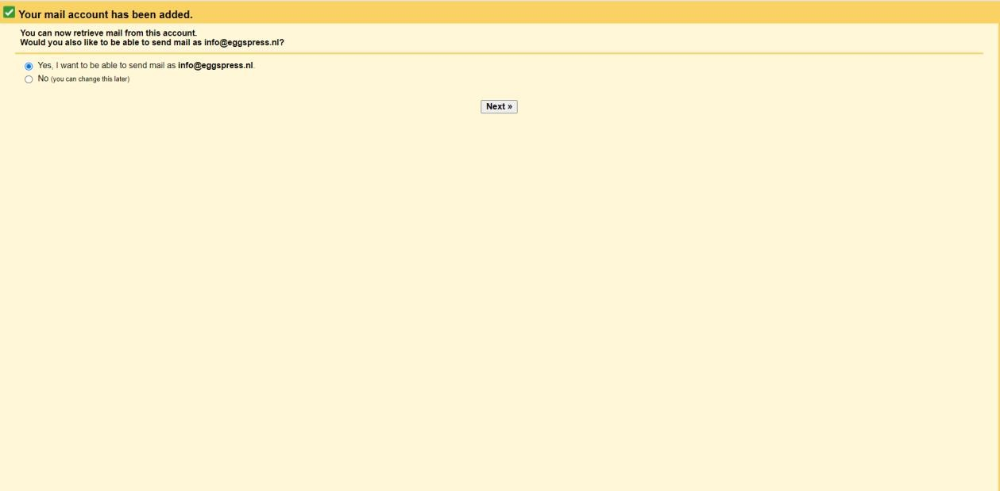 Your mail account has been added.
You can now retrieve mail from this account.
Would you also like to be able to send mail as info@eggspress.nl?
Yes, I want to be able to send mail as info@eggspress.nl.
No (you can change this later)
Next »